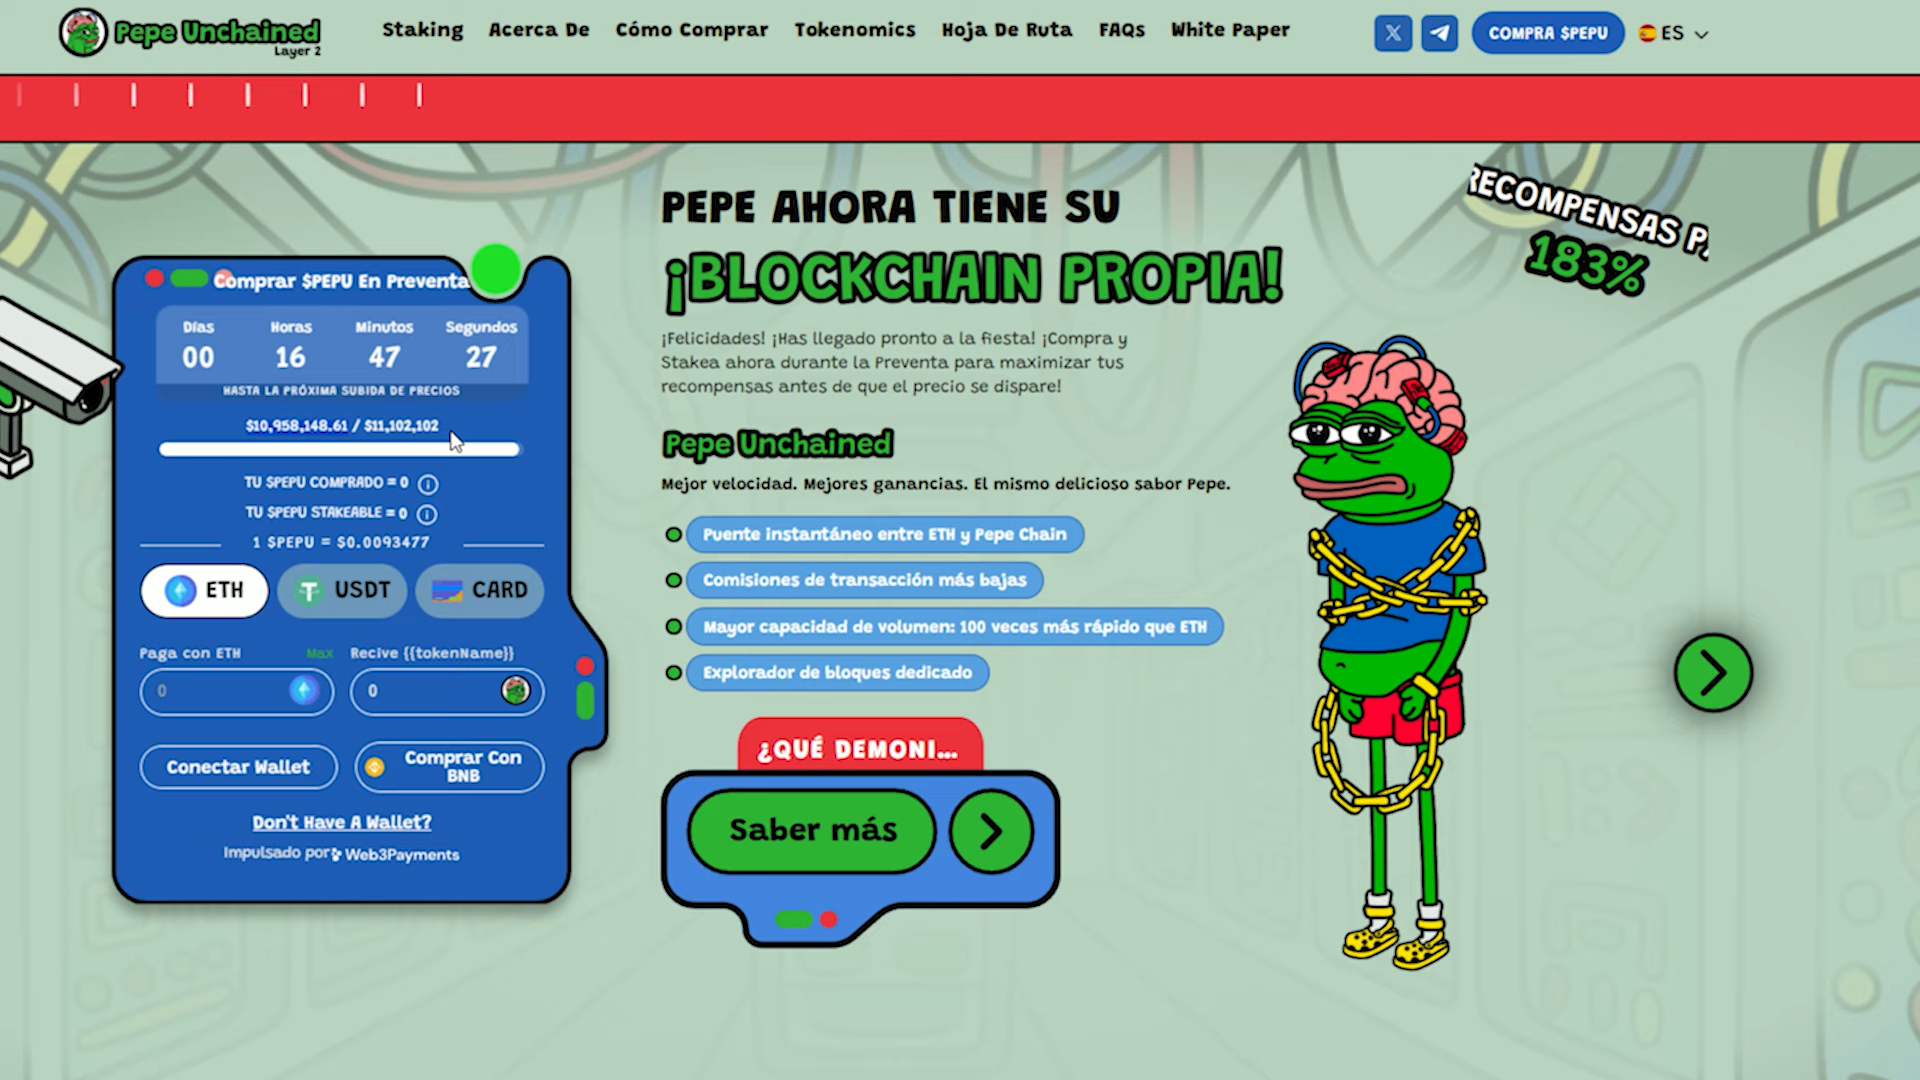 Pepe Unchained
Layer 2
Staking
Acerca De
Cómo Comprar
Tokenomics
Hoja De Ruta
FAQs
White Paper
COMPRA $PEPU
ES
Comprar $PEPU En Preventa
Días
Horas
Minutos
Segundos
00
16
47
27
HASTA LA PRÓXIMA SUBIDA DE PRECIOS
$10,958,148.61 / $11,102,102
TU $PEPU COMPRADO = 0
TU $PEPU STAKEABLE = 0
1 $PEPU = $0.0093477
ETH
USDT
CARD
Paga con ETH
Max
Recive {{tokenName}}
0
0
Conectar Wallet
Comprar Con
BNB
Don't Have A Wallet?
Impulsado por Web3Payments
PEPE AHORA TIENE SU
¡BLOCKCHAIN PROPIA!
¡Felicidades! ¡Has llegado pronto a la fiesta! ¡Compra y
Stakea ahora durante la Preventa para maximizar tus
recompensas antes de que el precio se dispare!
Pepe Unchained
Mejor velocidad. Mejores ganancias. El mismo delicioso sabor Pepe.
Puente instantáneo entre ETH y Pepe Chain
Comisiones de transacción más bajas
Mayor capacidad de volumen: 100 veces más rápido que ETH
Explorador de bloques dedicado
¿QUÉ DEMONI...
Saber más
RECOMPENSAS P
183%